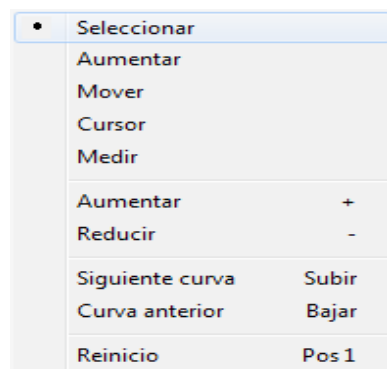 Seleccionar
Aumentar
Mover
Cursor
Medir
Aumentar +
Reducir -
Siguiente curva Subir
Curva anterior Bajar
Reinicio Pos 1